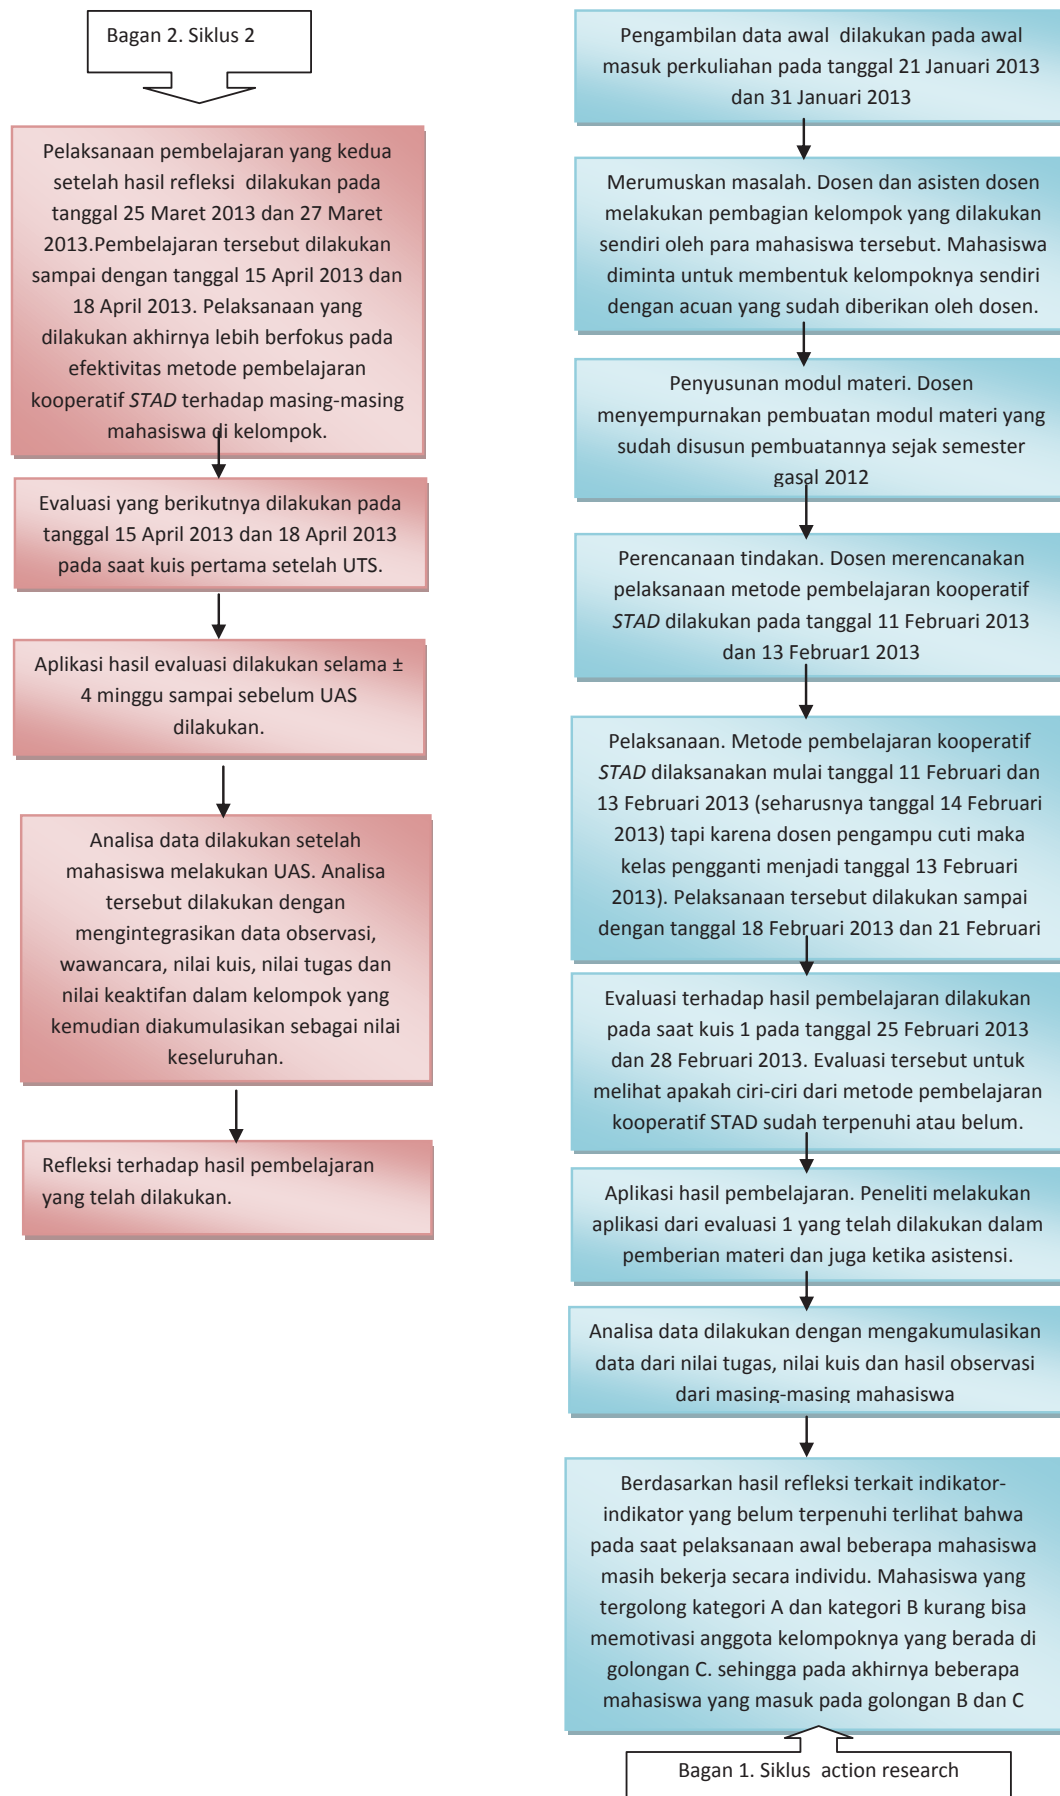 Bagan 2. Siklus 2
Pelaksanaan pembelajaran yang kedua
setelah hasil refleksi dilakukan pada
tanggal 25 Maret 2013 dan 27 Maret
2013.Pembelajaran tersebut dilakukan
sampai dengan tanggal 15 April 2013 dan
18 April 2013. Pelaksanaan yang
dilakukan akhirnya lebih berfokus pada
efektivitas metode pembelajaran
kooperatif STAD terhadap masing-masing
mahasiswa di kelompok.
Evaluasi yang berikutnya dilakukan pada
tanggal 15 April 2013 dan 18 April 2013
pada saat kuis pertama setelah UTS.
Aplikasi hasil evaluasi dilakukan selama ±
4 minggu sampai sebelum UAS
dilakukan.
Analisa data dilakukan setelah
mahasiswa melakukan UAS. Analisa
tersebut dilakukan dengan
mengintegrasikan data observasi,
wawancara, nilai kuis, nilai tugas dan
nilai keaktifan dalam kelompok yang
kemudian diakumulasikan sebagai nilai
keseluruhan.
Refleksi terhadap hasil pembelajaran
yang telah dilakukan.
Pengambilan data awal dilakukan pada awal
masuk perkuliahan pada tanggal 21 Januari 2013
dan 31 Januari 2013
Merumuskan masalah. Dosen dan asisten dosen
melakukan pembagian kelompok yang dilakukan
sendiri oleh para mahasiswa tersebut. Mahasiswa
diminta untuk membentuk kelompoknya sendiri
dengan acuan yang sudah diberikan oleh dosen.
Penyusunan modul materi. Dosen
menyempurnakan pembuatan modul materi yang
sudah disusun pembuatannya sejak semester
gasal 2012
Perencanaan tindakan. Dosen merencanakan
pelaksanaan metode pembelajaran kooperatif
STAD dilakukan pada tanggal 11 Februari 2013
dan 13 Februar1 2013
Pelaksanaan. Metode pembelajaran kooperatif
STAD dilaksanakan mulai tanggal 11 Februari dan
13 Februari 2013 (seharusnya tanggal 14 Februari
2013) tapi karena dosen pengampu cuti maka
kelas pengganti menjadi tanggal 13 Februari
2013). Pelaksanaan tersebut dilakukan sampai
dengan tanggal 18 Februari 2013 dan 21 Februari
Evaluasi terhadap hasil pembelajaran dilakukan
pada saat kuis 1 pada tanggal 25 Februari 2013
dan 28 Februari 2013. Evaluasi tersebut untuk
melihat apakah ciri-ciri dari metode pembelajaran
kooperatif STAD sudah terpenuhi atau belum.
Aplikasi hasil pembelajaran. Peneliti melakukan
aplikasi dari evaluasi 1 yang telah dilakukan dalam
pemberian materi dan juga ketika asistensi.
Analisa data dilakukan dengan mengakumulasikan
data dari nilai tugas, nilai kuis dan hasil observasi
dari masing-masing mahasiswa
Berdasarkan hasil refleksi terkait indikator-
indikator yang belum terpenuhi terlihat bahwa
pada saat pelaksanaan awal beberapa mahasiswa
masih bekerja secara individu. Mahasiswa yang
tergolong kategori A dan kategori B kurang bisa
memotivasi anggota kelompoknya yang berada di
golongan C. sehingga pada akhirnya beberapa
mahasiswa yang masuk pada golongan B dan C
Bagan 1. Siklus action research